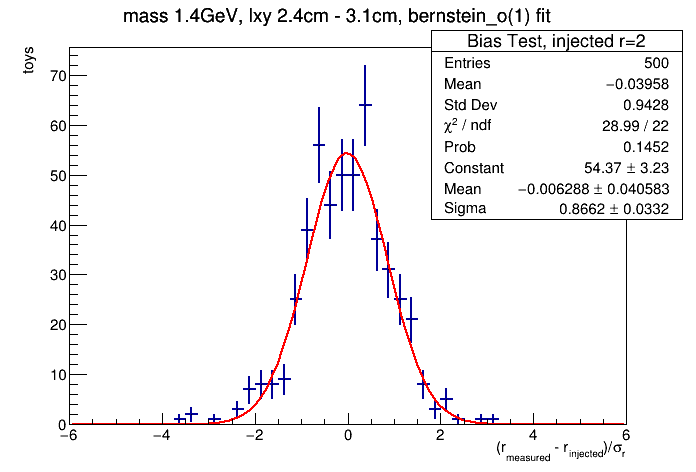 mass 1.4GeV, lxy 2.4cm - 3.1cm, bernstein_o(1) fit
Bias Test, injected r=2
Entries 500
Mean −0.03958
Std Dev 0.9428
χ² / ndf 28.99 / 22
Prob 0.1452
Constant 54.37 ± 3.23
Mean −0.006288 ± 0.040583
Sigma 0.8662 ± 0.0332
toys
70
60
50
40
30
20
10
0
−6 −4 −2 0 2 4 6
(r_measured - r_injected)/σ_r